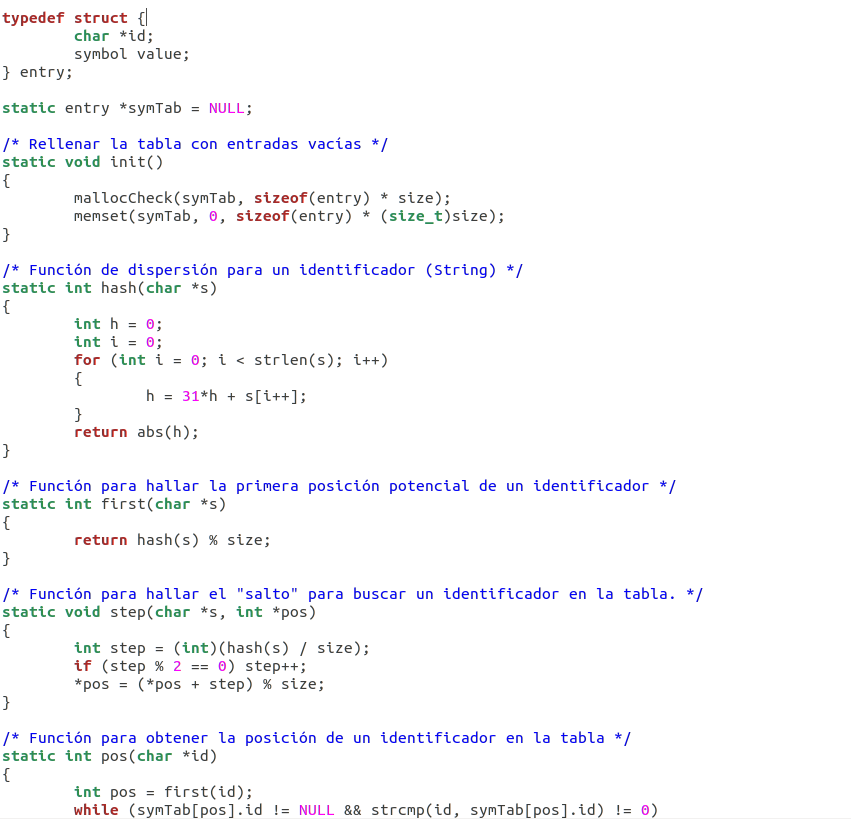 typedef struct {
        char *id;
        symbol value;
} entry;

static entry *symTab = NULL;

/* Rellenar la tabla con entradas vacías */
static void init()
{
        mallocCheck(symTab, sizeof(entry) * size);
        memset(symTab, 0, sizeof(entry) * (size_t)size);
}

/* Función de dispersión para un identificador (String) */
static int hash(char *s)
{
        int h = 0;
        int i = 0;
        for (int i = 0; i < strlen(s); i++)
        {
                h = 31*h + s[i++];
        }
        return abs(h);
}

/* Función para hallar la primera posición potencial de un identificador */
static int first(char *s)
{
        return hash(s) % size;
}

/* Función para hallar el "salto" para buscar un identificador en la tabla. */
static void step(char *s, int *pos)
{
        int step = (int)(hash(s) / size);
        if (step % 2 == 0) step++;
        *pos = (*pos + step) % size;
}

/* Función para obtener la posición de un identificador en la tabla */
static int pos(char *id)
{
        int pos = first(id);
        while (symTab[pos].id != NULL && strcmp(id, symTab[pos].id) != 0)